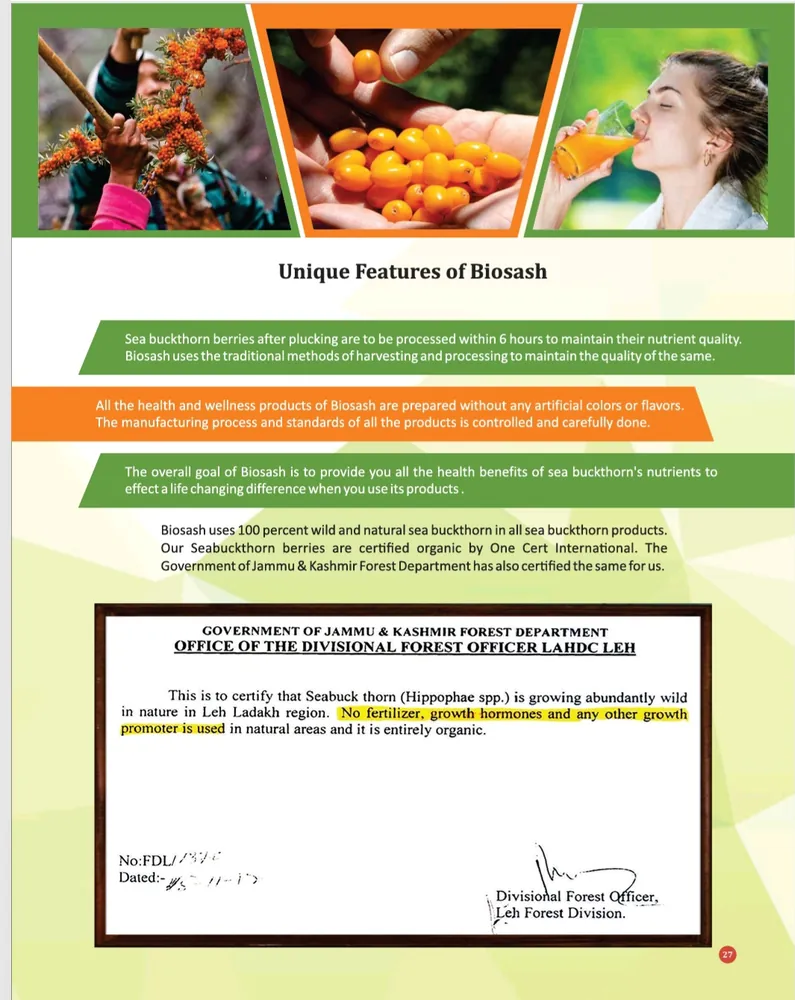 Unique Features of Biosash
Sea buckthorn berries after plucking are to be processed within 6 hours to maintain their nutrient quality.
Biosash uses the traditional methods of harvesting and processing to maintain the quality of the same.
All the health and wellness products of Biosash are prepared without any artificial colors or flavors.
The manufacturing process and standards of all the products is controlled and carefully done.
The overall goal of Biosash is to provide you all the health benefits of sea buckthorn's nutrients to
effect a life changing difference when you use its products .
Biosash uses 100 percent wild and natural sea buckthorn in all sea buckthorn products.
Our Seabuckthorn berries are certified organic by One Cert International. The
Government of Jammu & Kashmir Forest Department has also certified the same for us.
GOVERNMENT OF JAMMU & KASHMIR FOREST DEPARTMENT
OFFICE OF THE DIVISIONAL FOREST OFFICER LAHDC LEH
This is to certify that Seabuck thorn (Hippophae spp.) is growing abundantly wild
in nature in Leh Ladakh region. No fertilizer, growth hormones and any other growth
promoter is used in natural areas and it is entirely organic.
No:FDL/
Dated:-
Divisional Forest Officer,
Leh Forest Division.
27